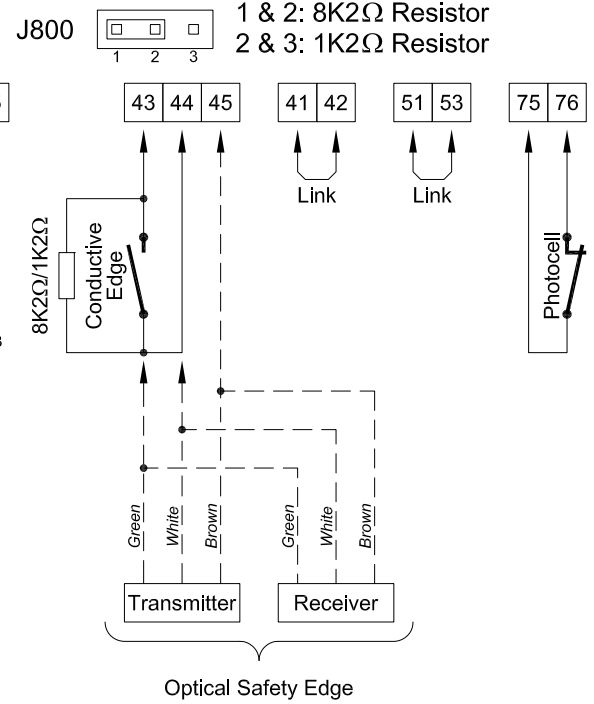 J800
1 2 3
1 & 2: 8K2Ω Resistor
2 & 3: 1K2Ω Resistor
43 44 45 41 42 51 53 75 76
Link Link
8K2Ω/1K2Ω
Conductive
Edge
Photocell
Green White Brown Green White Brown
Transmitter Receiver
Optical Safety Edge